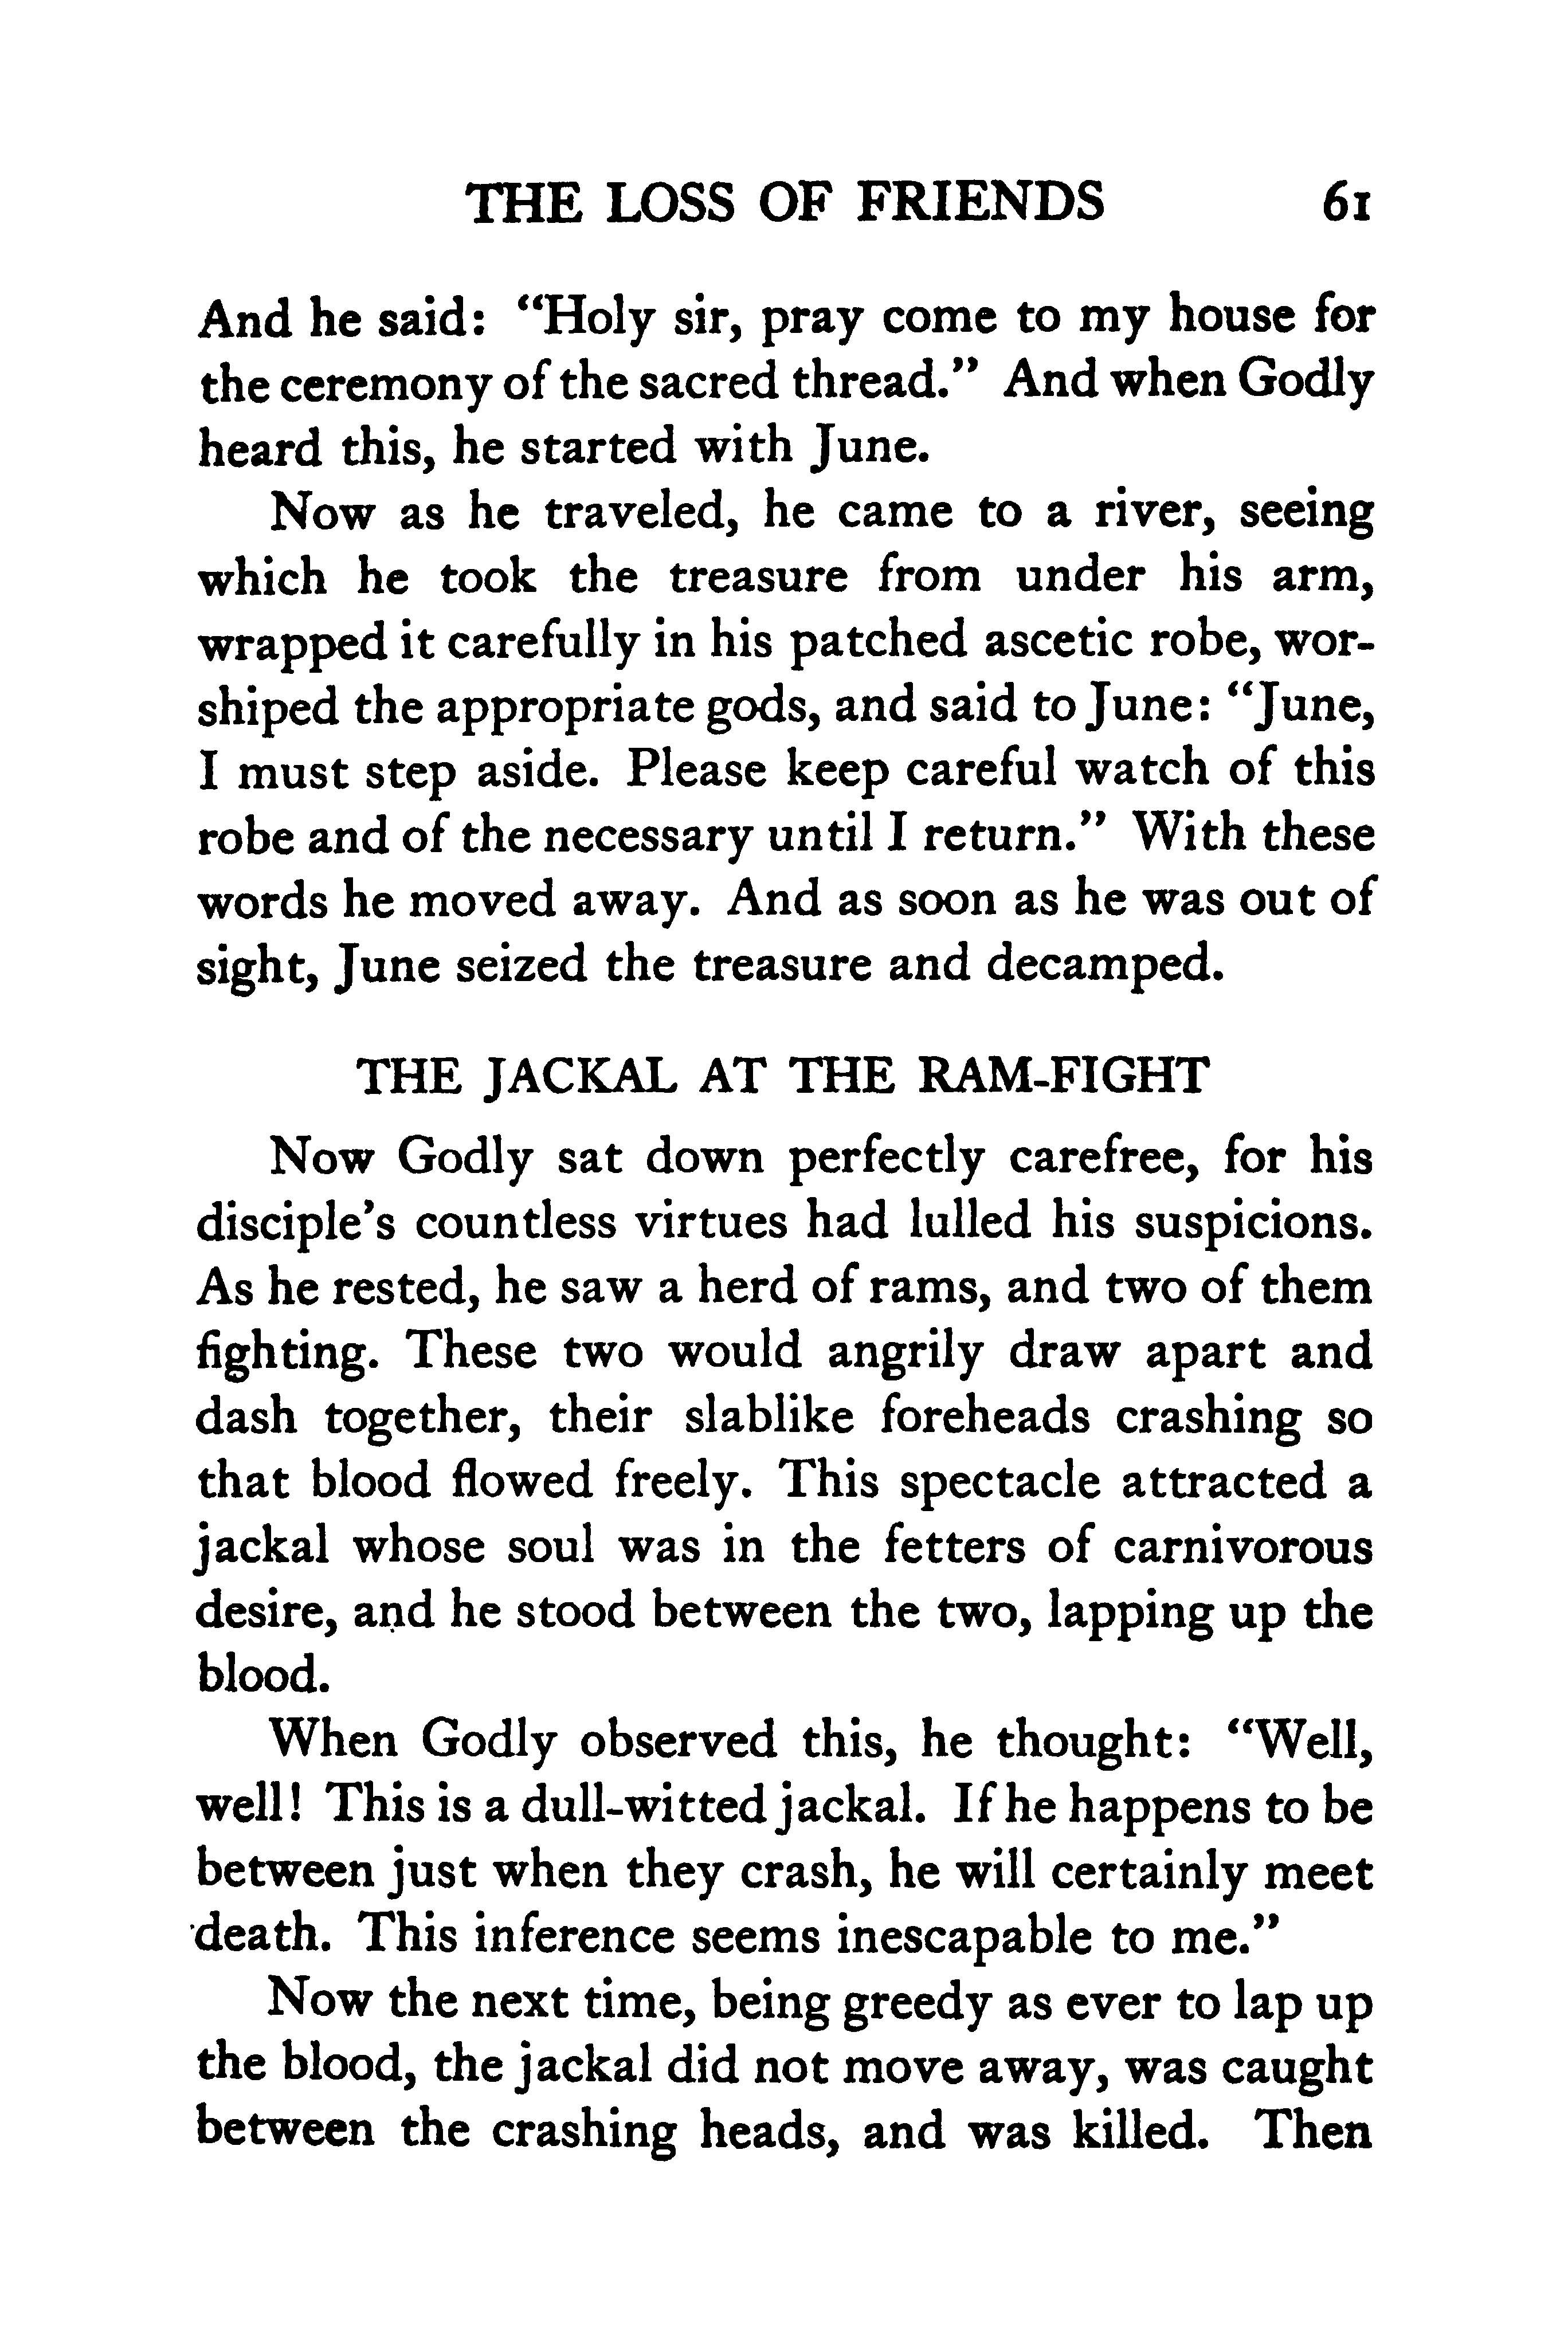 THE LOSS OF FRIENDS 61
And he said: “Holy sir, pray come to my house for
the ceremony of the sacred thread.” And when Godly
heard this, he started with June.
Now as he traveled, he came to a river, seeing
which he took the treasure from under his arm,
wrapped it carefully in his patched ascetic robe, wor-
shiped the appropriate gods, and said to June: “June,
I must step aside. Please keep careful watch of this
robe and of the necessary until I return.” With these
words he moved away. And as soon as he was out of
sight, June seized the treasure and decamped.
THE JACKAL AT THE RAM-FIGHT
Now Godly sat down perfectly carefree, for his
disciple’s countless virtues had lulled his suspicions.
As he rested, he saw a herd of rams, and two of them
fighting. These two would angrily draw apart and
dash together, their slablike foreheads crashing so
that blood flowed freely. This spectacle attracted a
jackal whose soul was in the fetters of carnivorous
desire, and he stood between the two, lapping up the
blood.
When Godly observed this, he thought: “Well,
well! This is a dull-witted jackal. If he happens to be
between just when they crash, he will certainly meet
death. This inference seems inescapable to me.”
Now the next time, being greedy as ever to lap up
the blood, the jackal did not move away, was caught
between the crashing heads, and was killed. Then